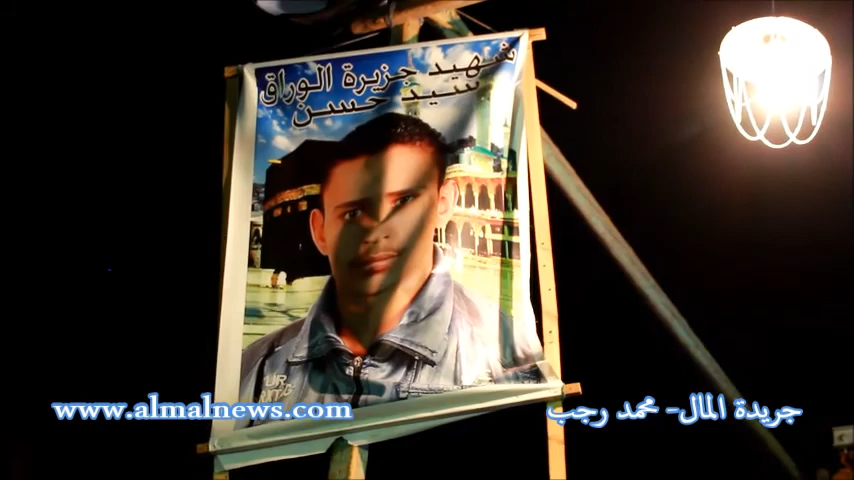 شهيد جزيرة الوراق
سيد حسن
www.almalnews.com
جريدة المال- محمد رجب